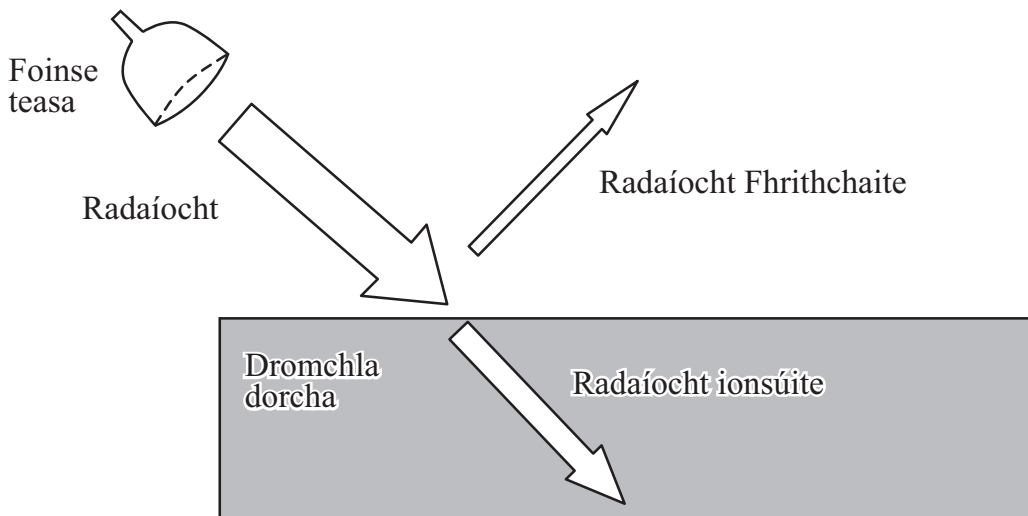 Foinse
teasa
Radaíocht
Radaíocht Fhrithchaite
Dromchla
dorcha
Radaíocht ionsúite